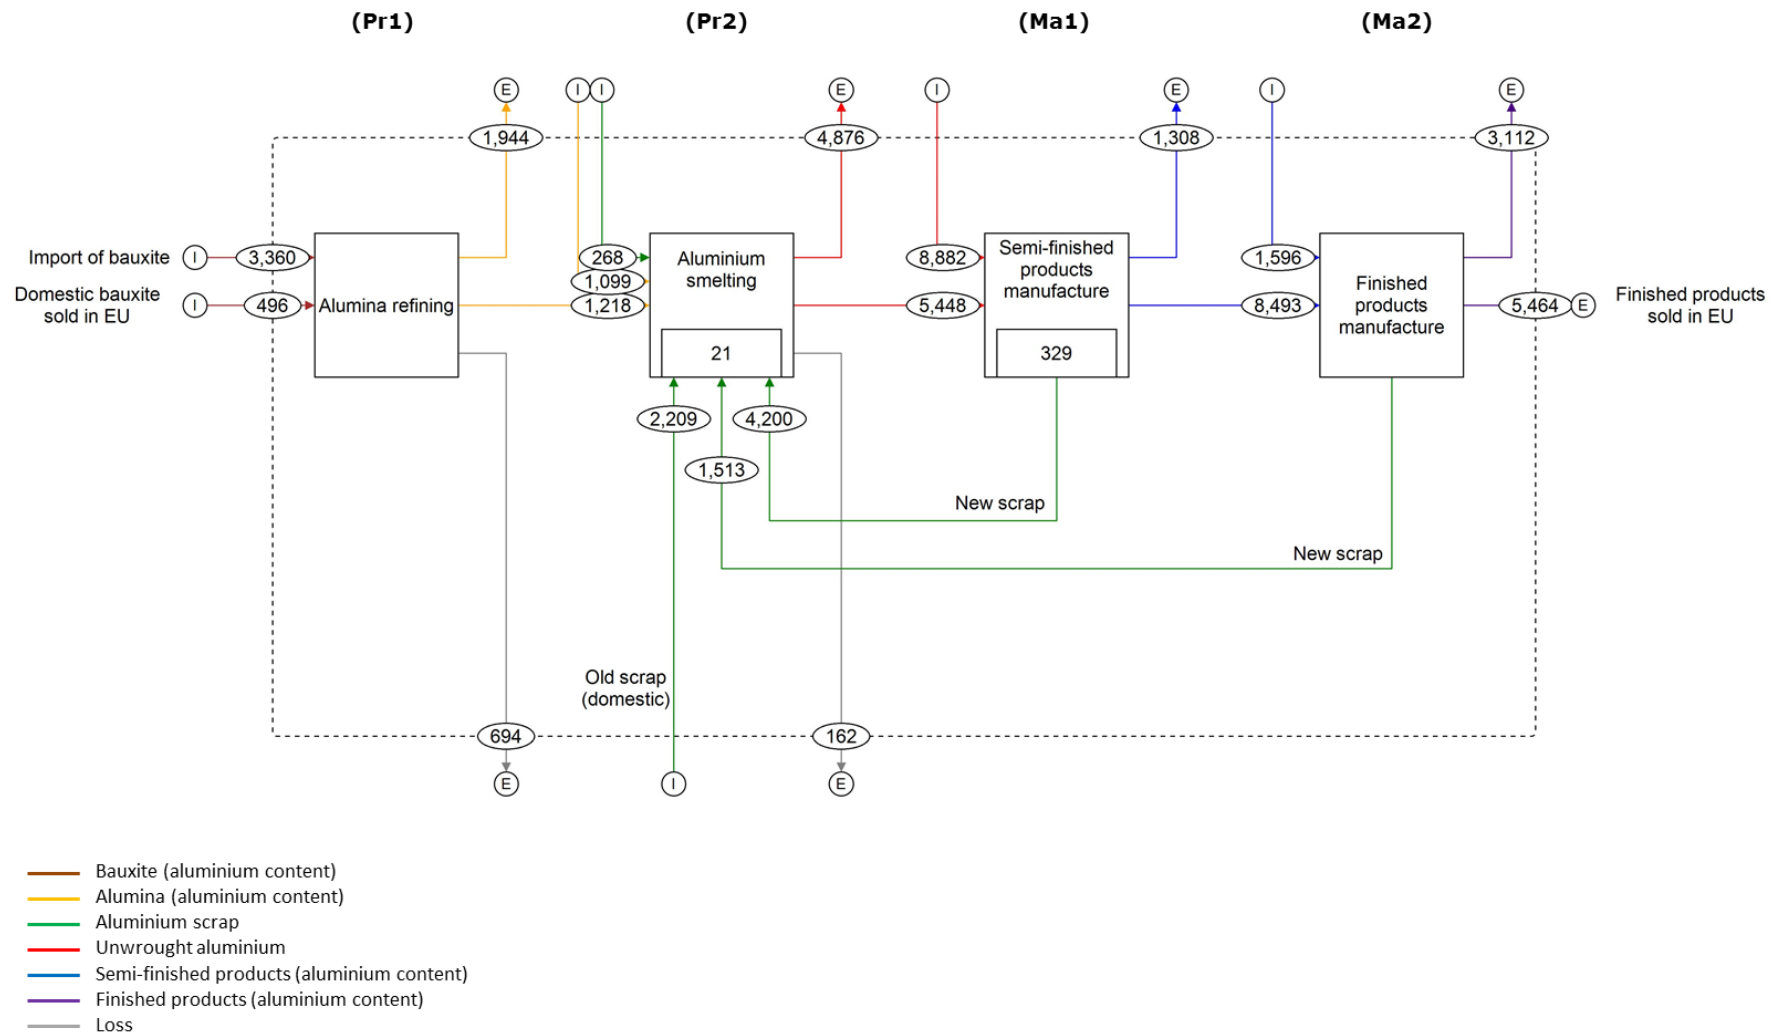 (Pr1)
(Pr2)
(Ma1)
(Ma2)
E
I
I
E
I
E
I
E
1,944
4,876
1,308
3,112
Import of bauxite
I
3,360
Domestic bauxite
sold in EU
I
496
Alumina refining
268
1,099
1,218
Aluminium
smelting
21
8,882
5,448
Semi-finished
products
manufacture
329
1,596
8,493
Finished
products
manufacture
5,464
E
Finished products
sold in EU
2,209
4,200
1,513
New scrap
New scrap
Old scrap
(domestic)
694
162
E
I
E
Bauxite (aluminium content)
Alumina (aluminium content)
Aluminium scrap
Unwrought aluminium
Semi-finished products (aluminium content)
Finished products (aluminium content)
Loss